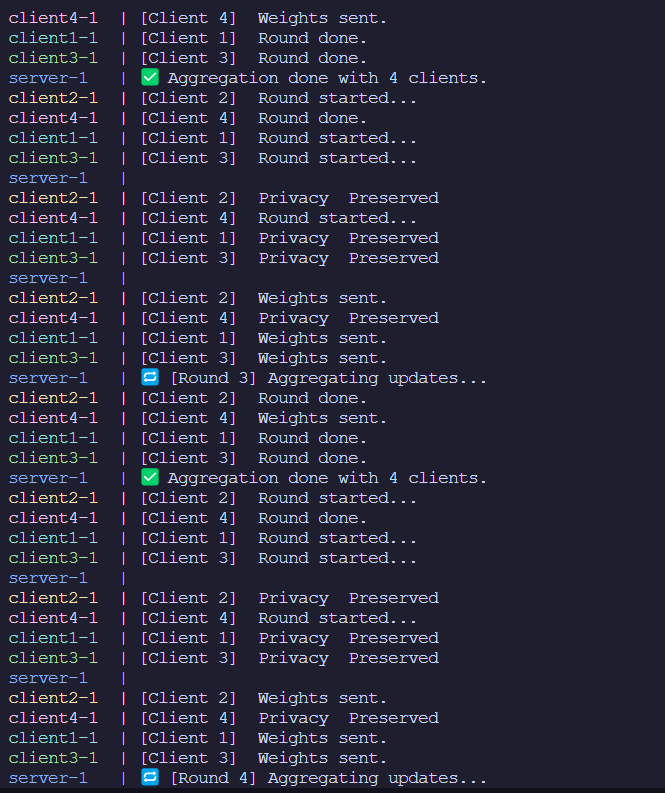 client4-1 | [Client 4] Weights sent.
client1-1 | [Client 1] Round done.
client3-1 | [Client 3] Round done.
server-1 | ✅ Aggregation done with 4 clients.
client2-1 | [Client 2] Round started...
client4-1 | [Client 4] Round done.
client1-1 | [Client 1] Round started...
client3-1 | [Client 3] Round started...
server-1 |
client2-1 | [Client 2] Privacy Preserved
client4-1 | [Client 4] Round started...
client1-1 | [Client 1] Privacy Preserved
client3-1 | [Client 3] Privacy Preserved
server-1 |
client2-1 | [Client 2] Weights sent.
client4-1 | [Client 4] Privacy Preserved
client1-1 | [Client 1] Weights sent.
client3-1 | [Client 3] Weights sent.
server-1 | 🔁 [Round 3] Aggregating updates...
client2-1 | [Client 2] Round done.
client4-1 | [Client 4] Weights sent.
client1-1 | [Client 1] Round done.
client3-1 | [Client 3] Round done.
server-1 | ✅ Aggregation done with 4 clients.
client2-1 | [Client 2] Round started...
client4-1 | [Client 4] Round done.
client1-1 | [Client 1] Round started...
client3-1 | [Client 3] Round started...
server-1 |
client2-1 | [Client 2] Privacy Preserved
client4-1 | [Client 4] Round started...
client1-1 | [Client 1] Privacy Preserved
client3-1 | [Client 3] Privacy Preserved
server-1 |
client2-1 | [Client 2] Weights sent.
client4-1 | [Client 4] Privacy Preserved
client1-1 | [Client 1] Weights sent.
client3-1 | [Client 3] Weights sent.
server-1 | 🔁 [Round 4] Aggregating updates...